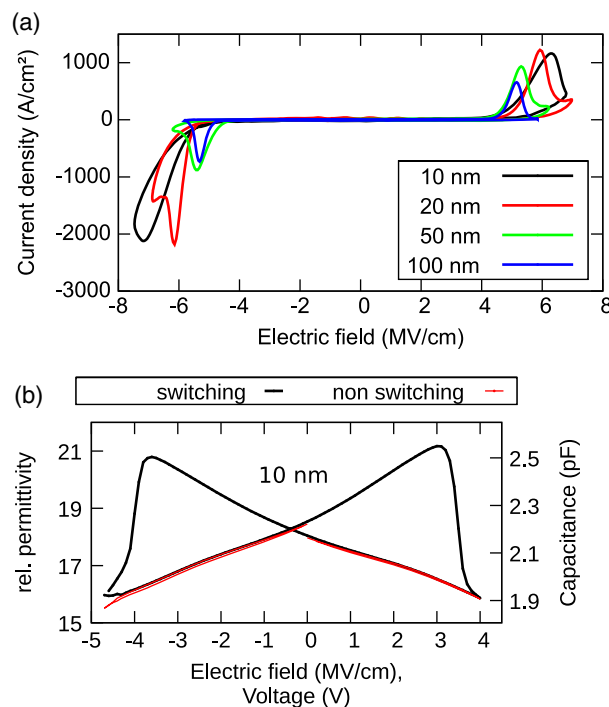 (a)
Current density (A/cm²)
1000
0
-1000
-2000
-3000
10 nm
20 nm
50 nm
100 nm
-8 -6 -4 -2 0 2 4 6 8
Electric field (MV/cm)
(b)
switching non switching
rel. permittivity
21
19
18
16
15
10 nm
2.5
2.3
2.1
1.9
Capacitance (pF)
-5 -4 -3 -2 -1 0 1 2 3 4 5
Electric field (MV/cm),
Voltage (V)